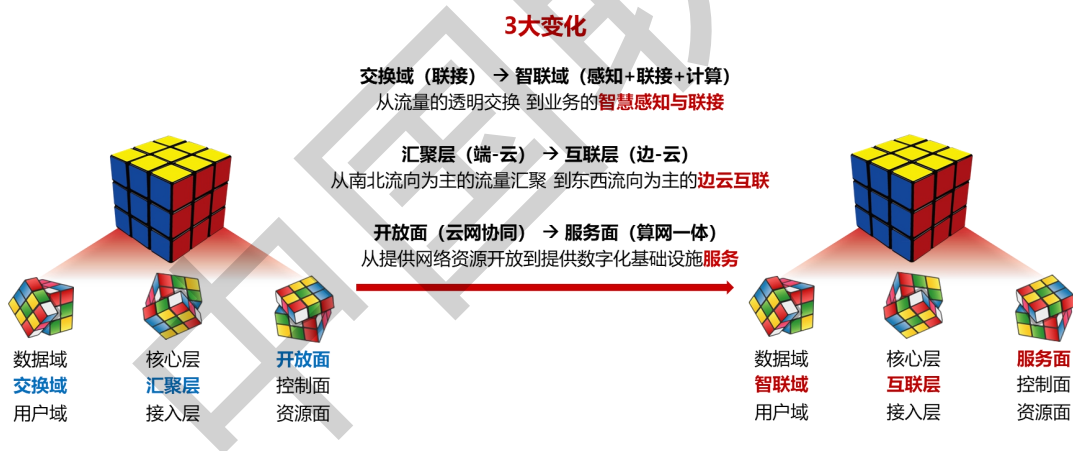 3大变化
交换域（联接） → 智联域（感知+联接+计算）
从流量的透明交换 到业务的智慧感知与联接
汇聚层（端-云） → 互联层（边-云）
从南北流向为主的流量汇聚 到东西流向为主的边云互联
开放面（云网协同） → 服务面（算网一体）
从提供网络资源开放到提供数字化基础设施服务
数据域 核心层 开放面
交换域 汇聚层 控制面
用户域 接入层 资源面
数据域 核心层 服务面
智联域 互联层 控制面
用户域 接入层 资源面
中国联